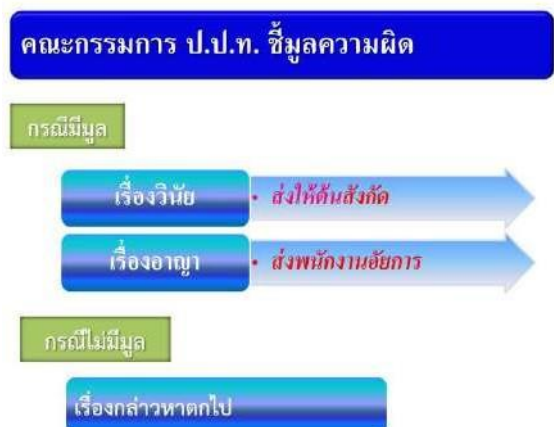 คณะกรรมการ ป.ป.ท. ชี้มูลความผิด
กรณีมีมูล
เรื่องวินัย • ส่งให้ต้นสังกัด
เรื่องอาญา • ส่งพนักงานอัยการ
กรณีไม่มีมูล
เรื่องกล่าวหาตกไป